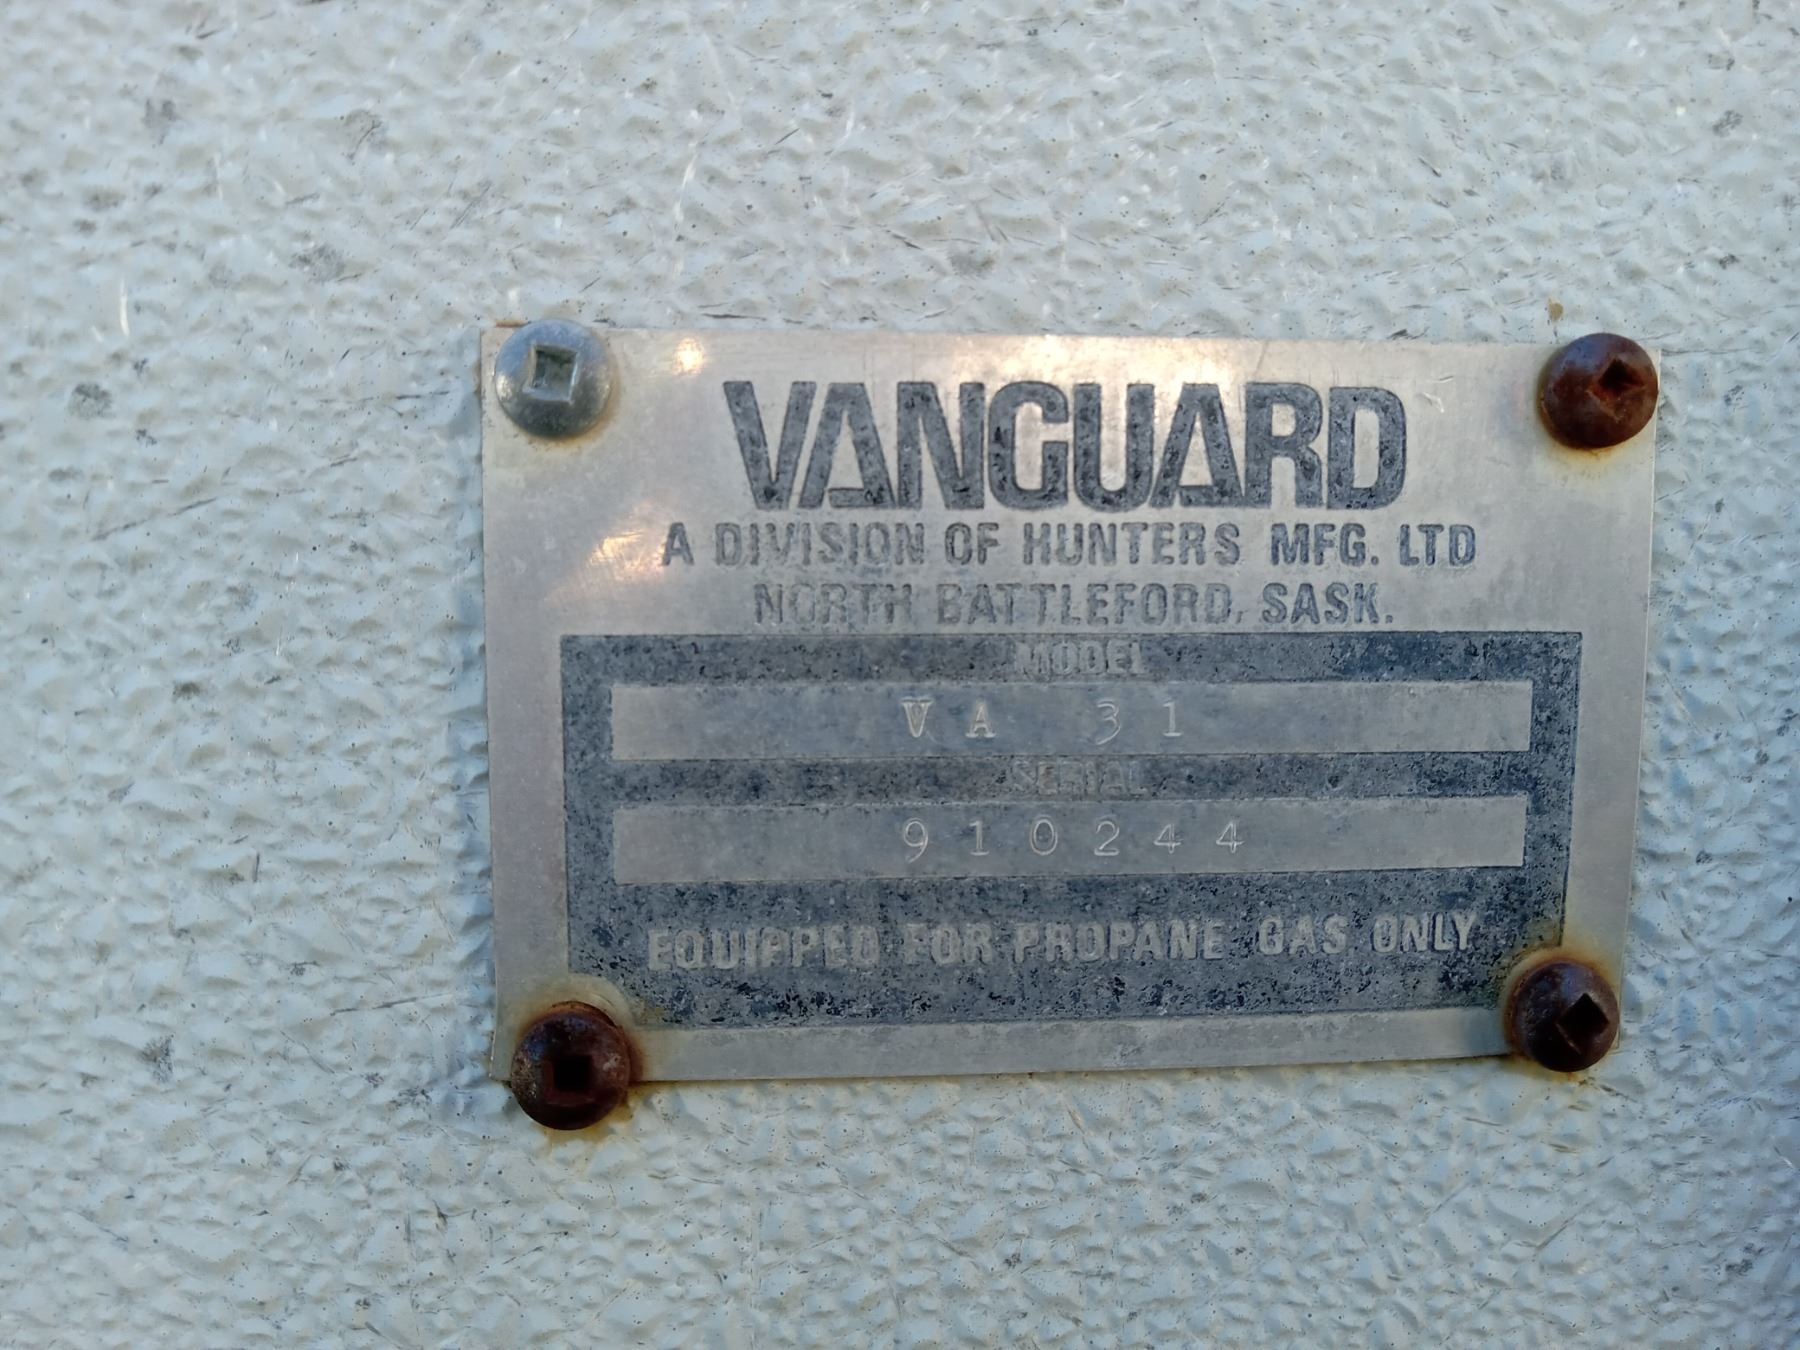 VANGUARD
A DIVISION OF HUNTERS MFG. LTD
NORTH BATTLEFORD, SASK.
MODEL
VA 31
SERIAL
910244
EQUIPPED FOR PROPANE GAS ONLY